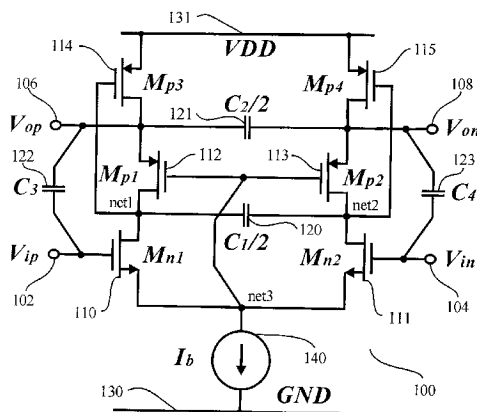 131
114
VDD
115
Mp3
Mp4
106
C2/2
108
Vop
121
Von
122
112
113
123
C3
Mp1
Mp2
C4
net1
net2
120
C1/2
Vip
Mn1
Mn2
Vin
102
110
net3
111
104
140
Ib
100
130
GND